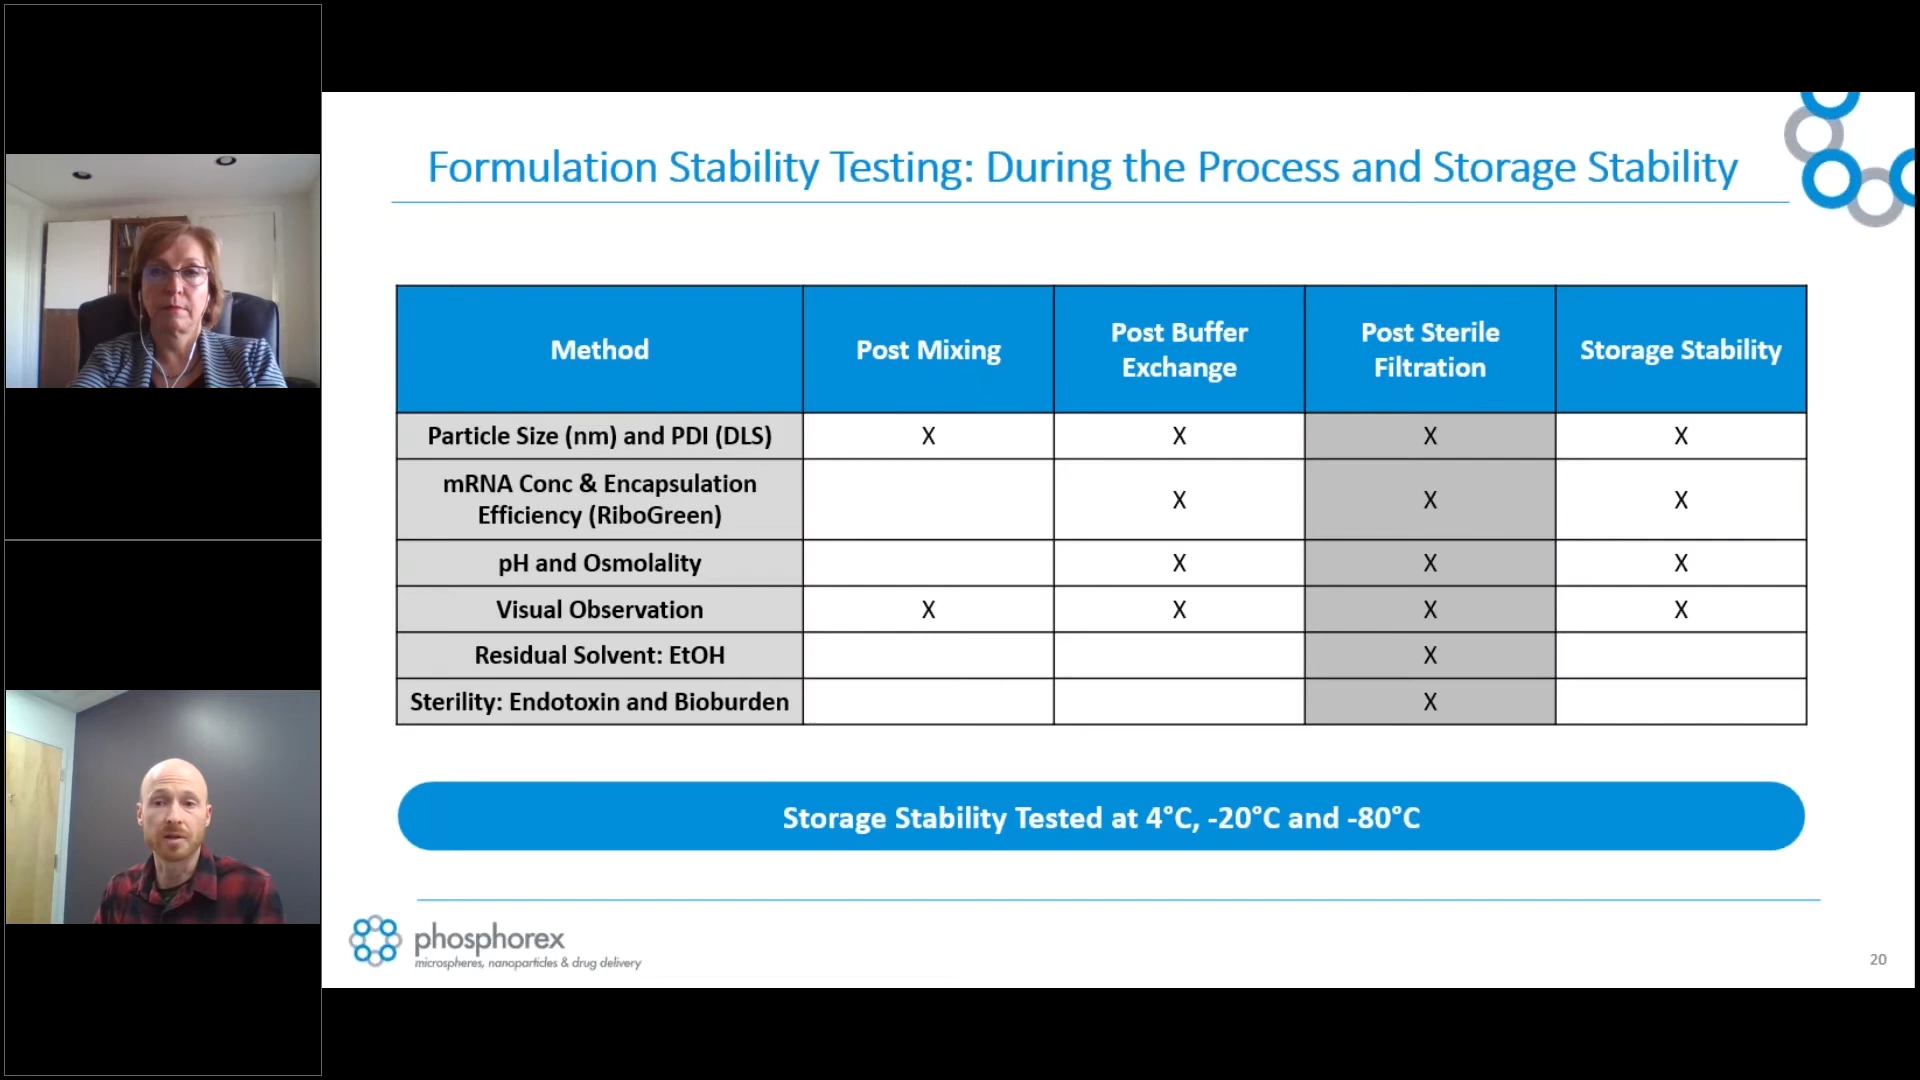 Formulation Stability Testing: During the Process and Storage Stability
Method
Post Mixing
Post Buffer
Exchange
Post Sterile
Filtration
Storage Stability
Particle Size (nm) and PDI (DLS)
X
X
X
X
mRNA Conc & Encapsulation
Efficiency (RiboGreen)
X
X
X
pH and Osmolality
X
X
X
Visual Observation
X
X
X
X
Residual Solvent: EtOH
X
Sterility: Endotoxin and Bioburden
X
Storage Stability Tested at 4°C, -20°C and -80°C
phosphorex
microspheres, nanoparticles & drug delivery
20